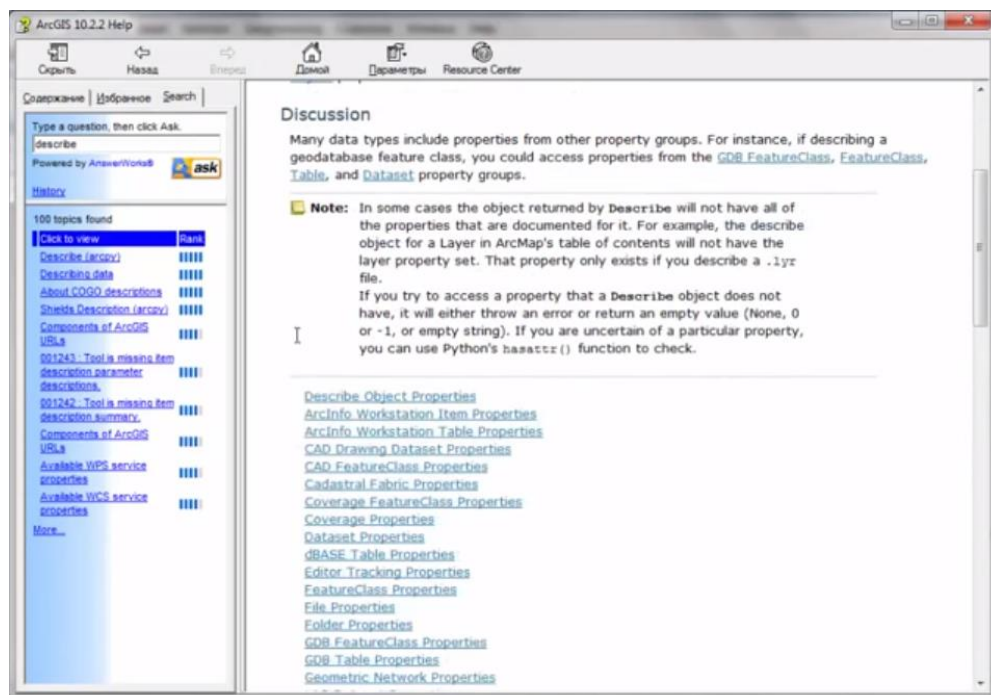 ArcGIS 10.2.2 Help
Скрыть Назад Вперед Домой Параметры Resource Center
Содержание Избранное Search
Type a question, then click Ask.
describe
Powered by AnswerWorks®
ask
History
100 topics found
Click to view Rank
Describe (arcpy)
Describing data
About COGO descriptions
Shields Description (arcpy)
Components of ArcGIS
URLs
001243 : Tool is missing item
description parameter
descriptions.
001242 : Tool is missing item
description summary.
Components of ArcGIS
URLs
Available WPS service
properties
Available WCS service
properties
More...
Discussion
Many data types include properties from other property groups. For instance, if describing a
geodatabase feature class, you could access properties from the GDB FeatureClass, FeatureClass,
Table, and Dataset property groups.
Note: In some cases the object returned by Describe will not have all of
the properties that are documented for it. For example, the describe
object for a Layer in ArcMap's table of contents will not have the
layer property set. That property only exists if you describe a .lyr
file.
If you try to access a property that a Describe object does not
have, it will either throw an error or return an empty value (None, 0
or -1, or empty string). If you are uncertain of a particular property,
you can use Python's hasattr() function to check.
Describe Object Properties
ArcInfo Workstation Item Properties
ArcInfo Workstation Table Properties
CAD Drawing Dataset Properties
CAD FeatureClass Properties
Cadastral Fabric Properties
Coverage FeatureClass Properties
Coverage Properties
Dataset Properties
dBASE Table Properties
Editor Tracking Properties
FeatureClass Properties
File Properties
Folder Properties
GDB FeatureClass Properties
GDB Table Properties
Geometric Network Properties